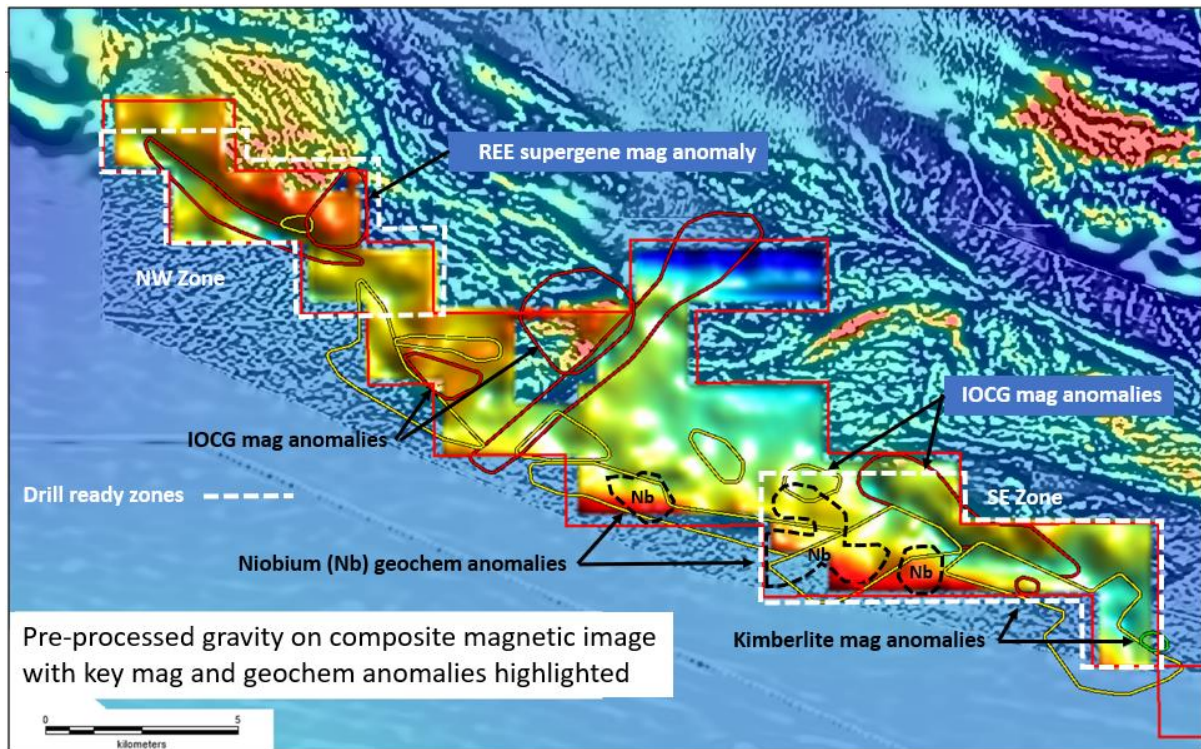 REE supergene mag anomaly
NW Zone
IOCG mag anomalies
IOCG mag anomalies
Drill ready zones
SE Zone
Nb
Niobium (Nb) geochem anomalies
Nb
Nb
Kimberlite mag anomalies
Pre-processed gravity on composite magnetic image
with key mag and geochem anomalies highlighted
0 5
kilometers